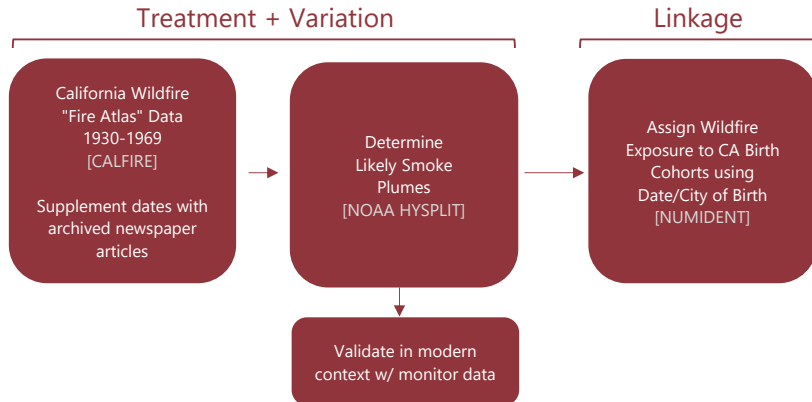 Treatment + Variation
Linkage
California Wildfire
"Fire Atlas" Data
1930-1969
[CALFIRE]
Supplement dates with
archived newspaper
articles
Determine
Likely Smoke
Plumes
[NOAA HYSPLIT]
Assign Wildfire
Exposure to CA Birth
Cohorts using
Date/City of Birth
[NUMIDENT]
Validate in modern
context w/ monitor data